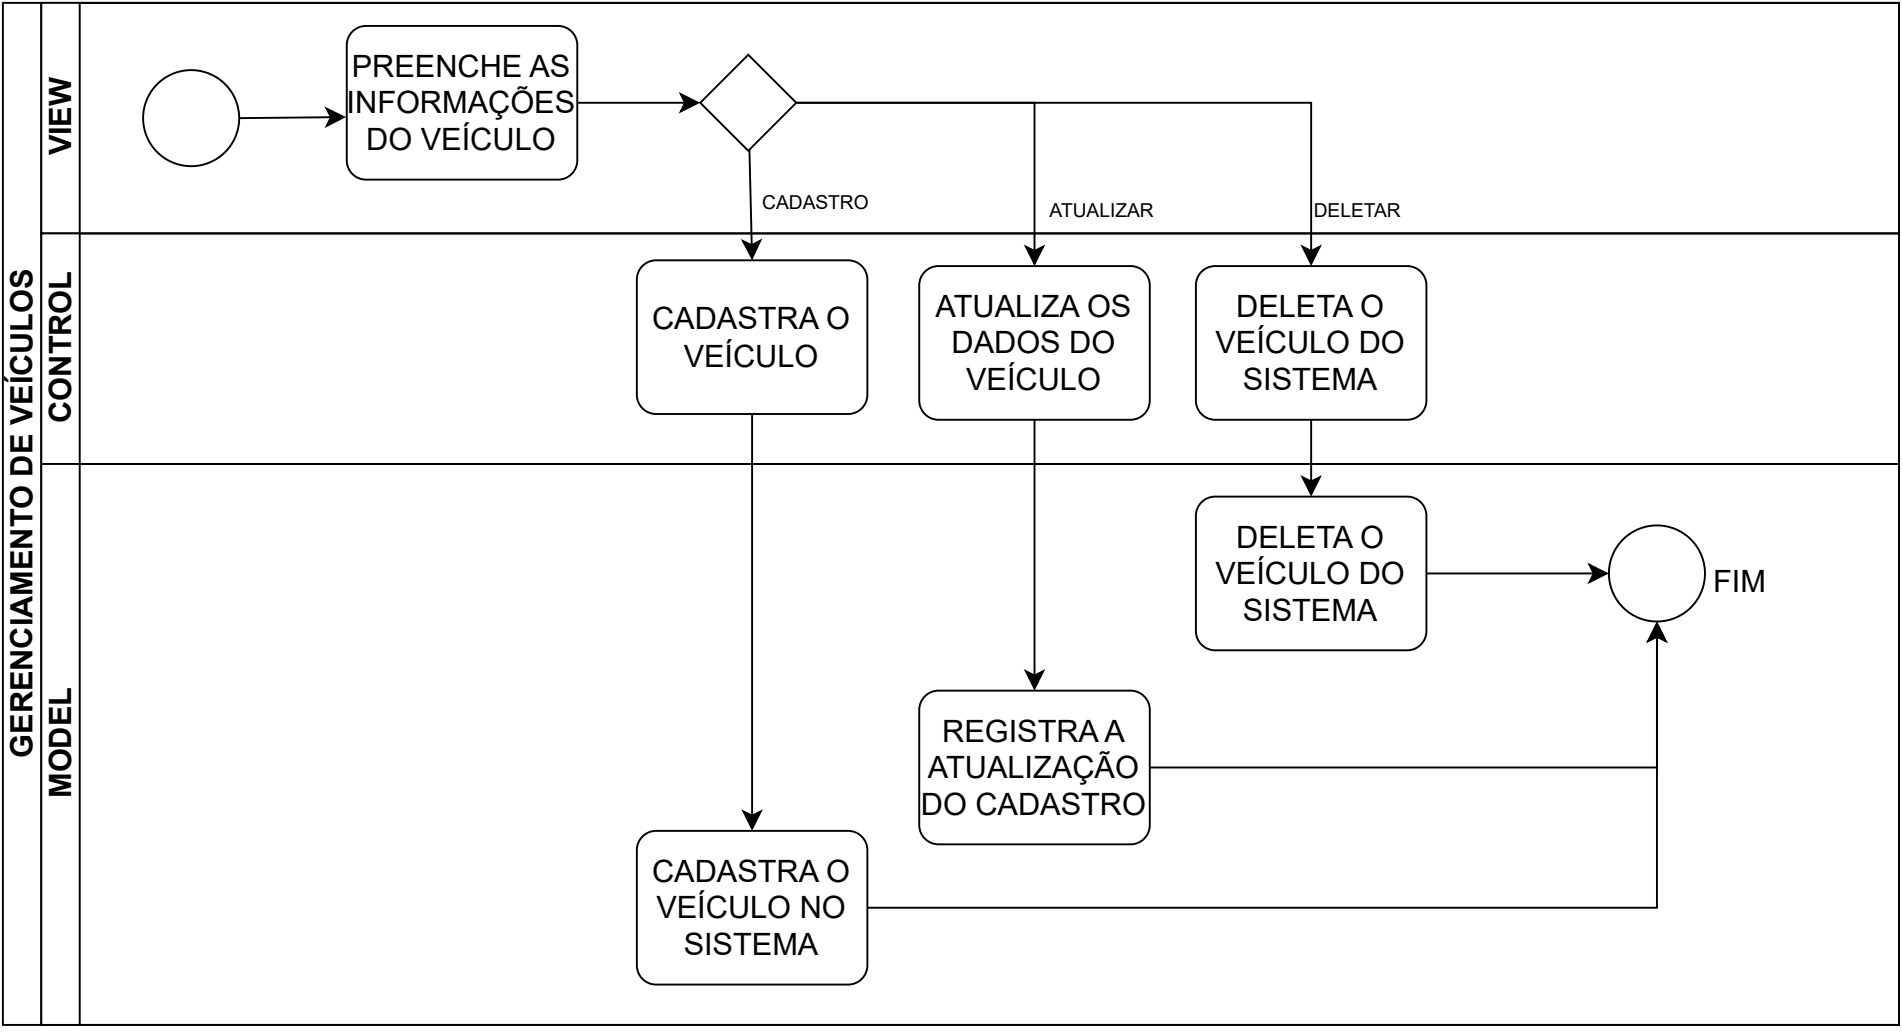 GERENCIAMENTO DE VEÍCULOS
VIEW
PREENCHE AS
INFORMAÇÕES
DO VEÍCULO
CADASTRO
ATUALIZAR
DELETAR
CONTROL
CADASTRA O
VEÍCULO
ATUALIZA OS
DADOS DO
VEÍCULO
DELETA O
VEÍCULO DO
SISTEMA
MODEL
DELETA O
VEÍCULO DO
SISTEMA
FIM
REGISTRA A
ATUALIZAÇÃO
DO CADASTRO
CADASTRA O
VEÍCULO NO
SISTEMA